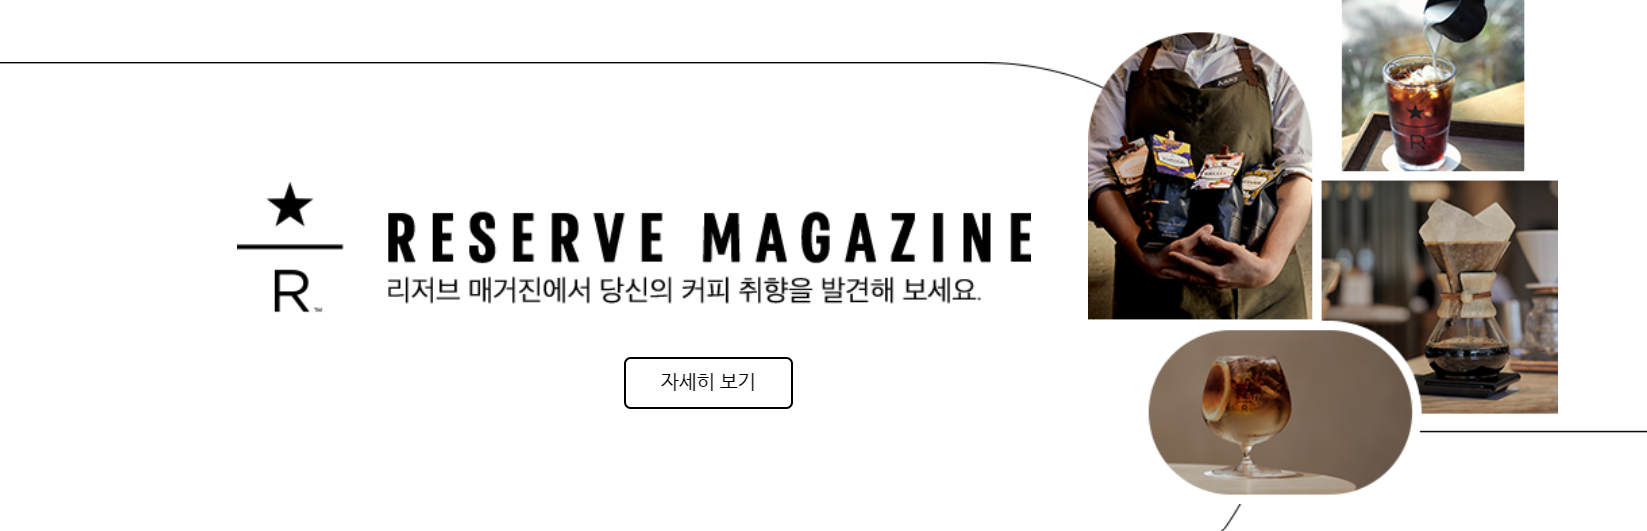 RESERVE MAGAZINE
리저브 매거진에서 당신의 커피 취향을 발견해 보세요.
R™
자세히 보기
R
R